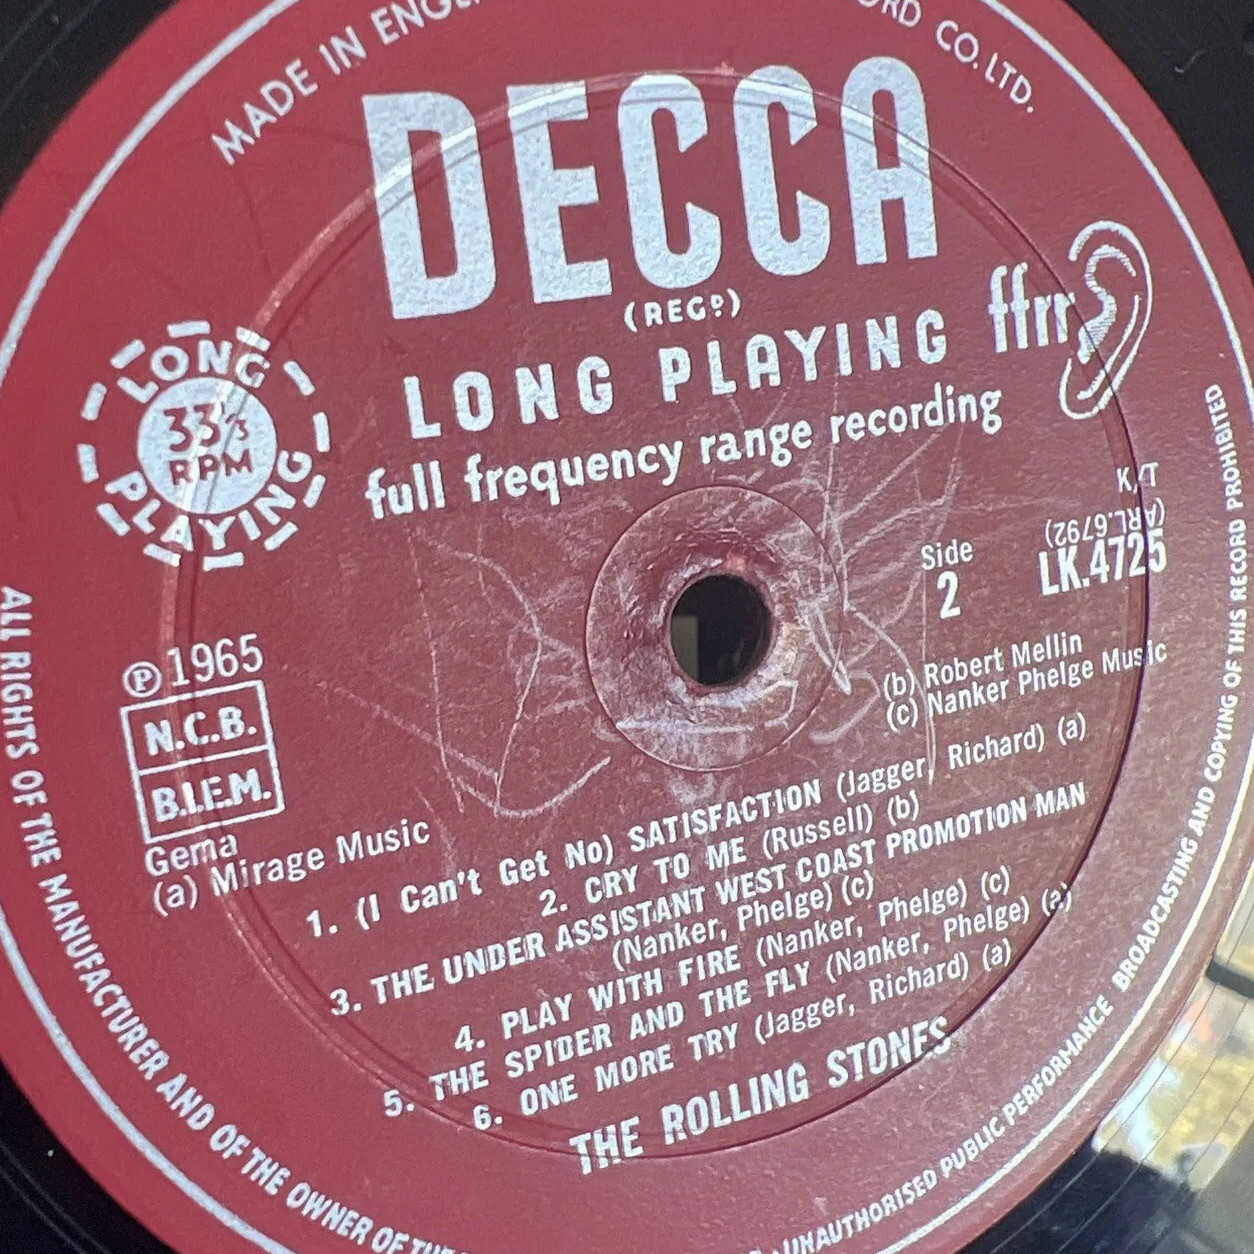 MADE IN
CO. LTD.
DECCA
(REGD)
LONG PLAYING
ffrr
full frequency range recording
LONG
33 1/3
RPM
PLAYING
K/T
(ARL.6792)
Side
2
LK.4725
℗1965
N.C.B.
B.I.E.M.
Gema
(a) Mirage Music
(b) Robert Mellin
(c) Nanker Phelge Music
1. (I Can't Get No) SATISFACTION (Jagger, Richard) (a)
2. CRY TO ME (Russell) (b)
3. THE UNDER ASSISTANT WEST COAST PROMOTION MAN
(Nanker, Phelge) (c)
4. PLAY WITH FIRE (Nanker, Phelge) (c)
5. THE SPIDER AND THE FLY (Nanker, Phelge) (a)
6. ONE MORE TRY (Jagger, Richard) (a)
THE ROLLING STONES
ALL RIGHTS OF THE MANUFACTURER AND OF THE OWNER OF
UNAUTHORISED PUBLIC PERFORMANCE BROADCASTING AND COPYING OF THIS RECORD PROHIBITED